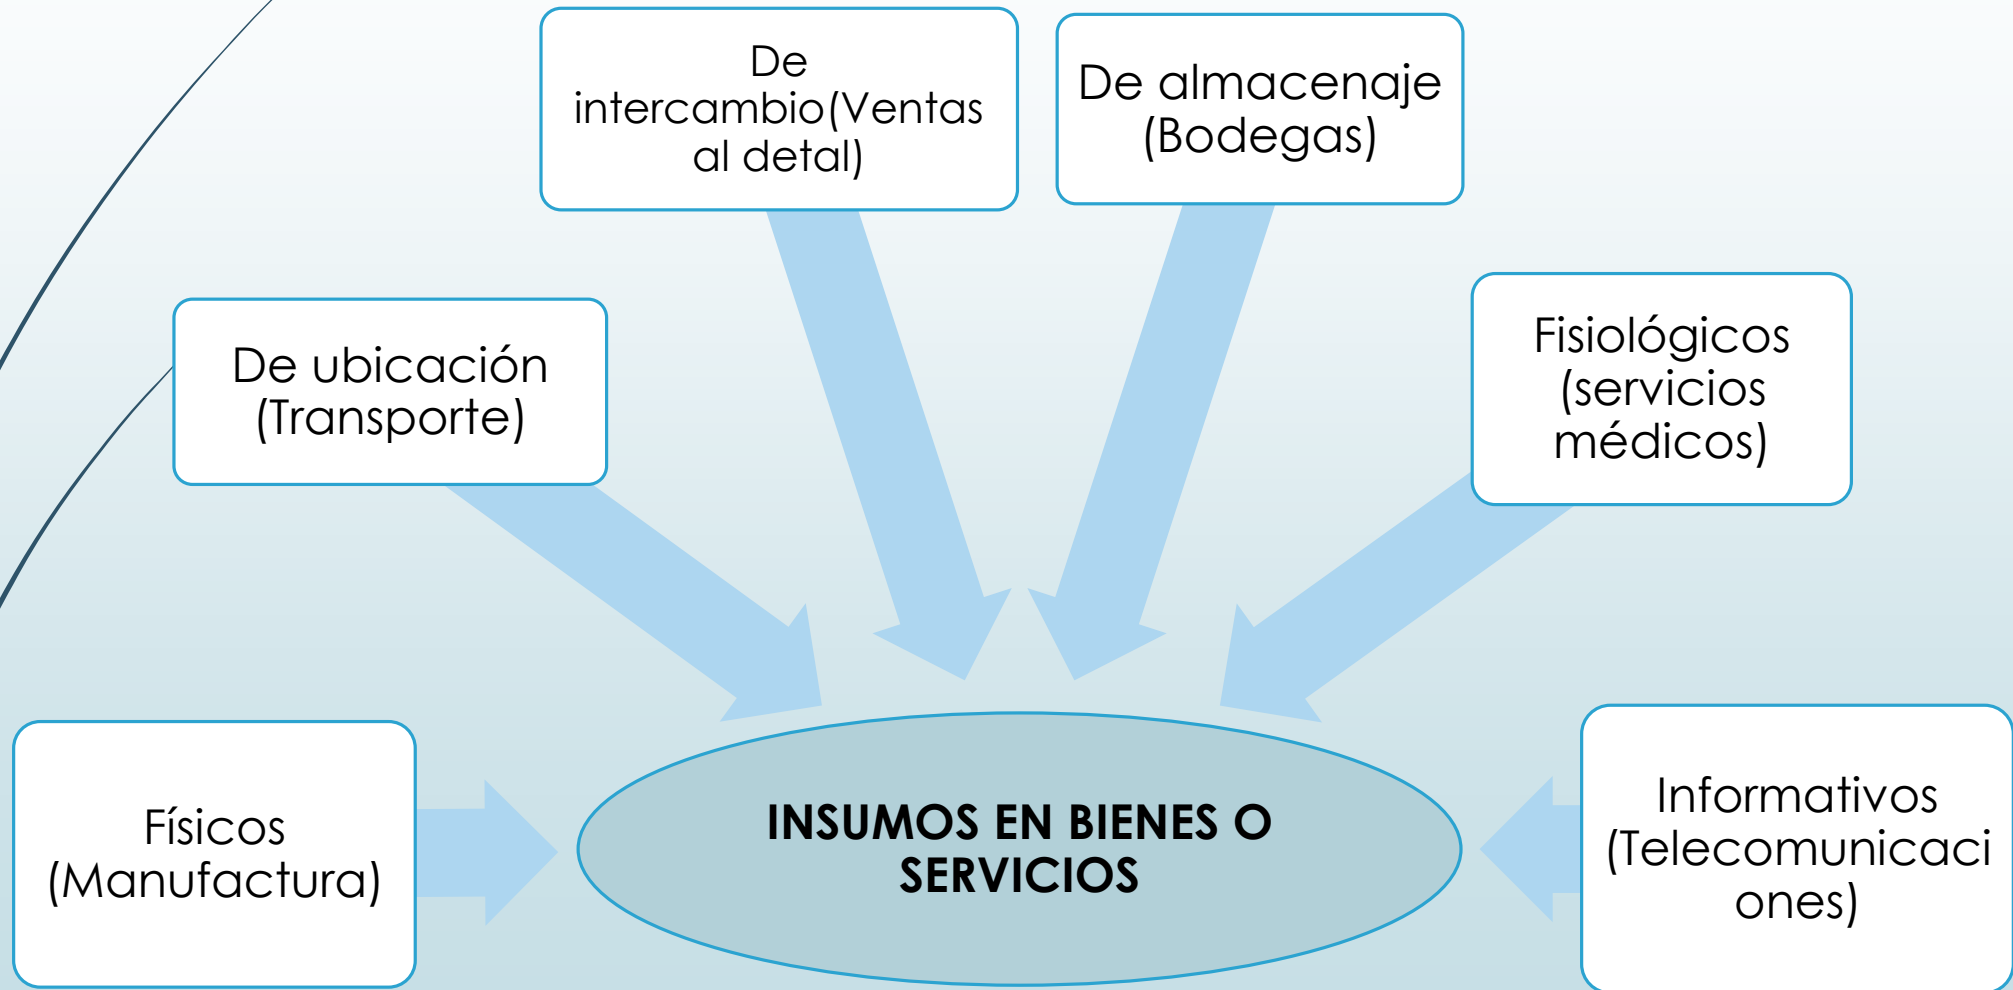 De
intercambio(Ventas
al detal)
De almacenaje
(Bodegas)
De ubicación
(Transporte)
Fisiológicos
(servicios
médicos)
Físicos
(Manufactura)
INSUMOS EN BIENES O
SERVICIOS
Informativos
(Telecomunicaci
ones)